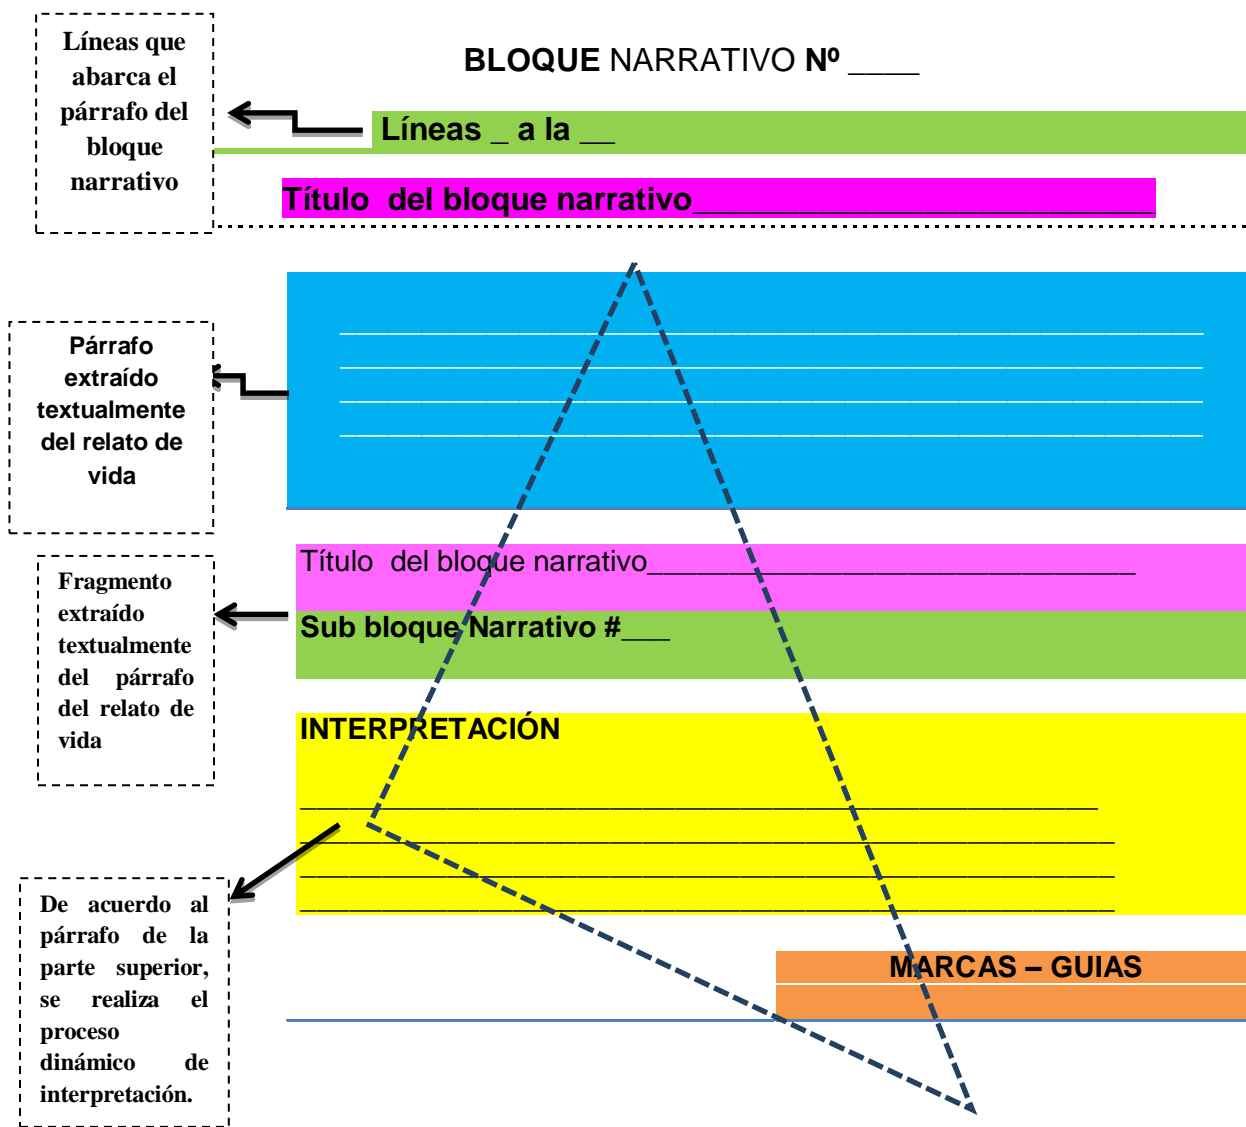 Líneas que
abarca el
párrafo del
bloque
narrativo
BLOQUE NARRATIVO Nº ____
Líneas _ a la __
Título  del bloque narrativo___________________________
Párrafo
extraído
textualmente
del relato de
vida
Fragmento
extraído
textualmente
del párrafo
del relato de
vida
Título  del bloque narrativo______________________________
Sub bloque Narrativo #___
INTERPRETACIÓN
De acuerdo al
párrafo de la
parte superior,
se realiza el
proceso
dinámico de
interpretación.
MARCAS – GUIAS